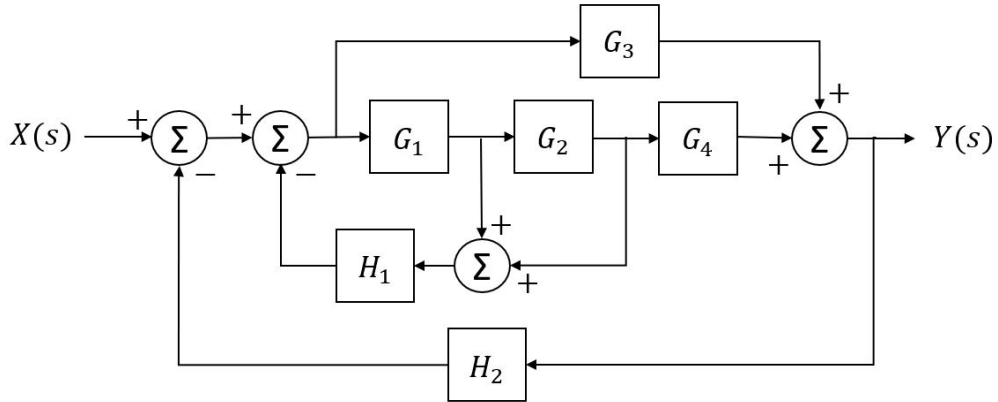 G₃
+
X(s) + Σ + Σ G₁ G₂ G₄ + Σ Y(s)
− −
+
H₁ Σ +
H₂